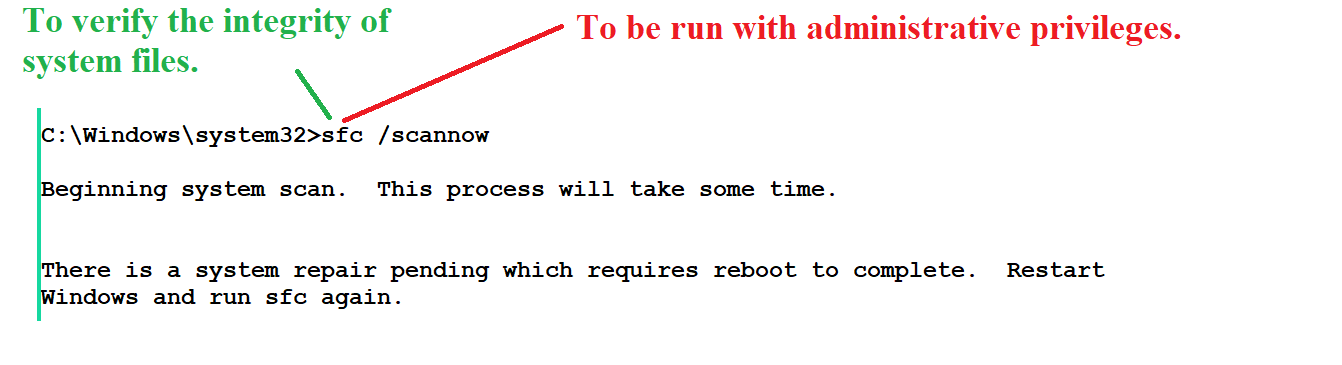 To verify the integrity of
system files.
To be run with administrative privileges.
C:\Windows\system32>sfc /scannow
Beginning system scan.  This process will take some time.
There is a system repair pending which requires reboot to complete.  Restart
Windows and run sfc again.